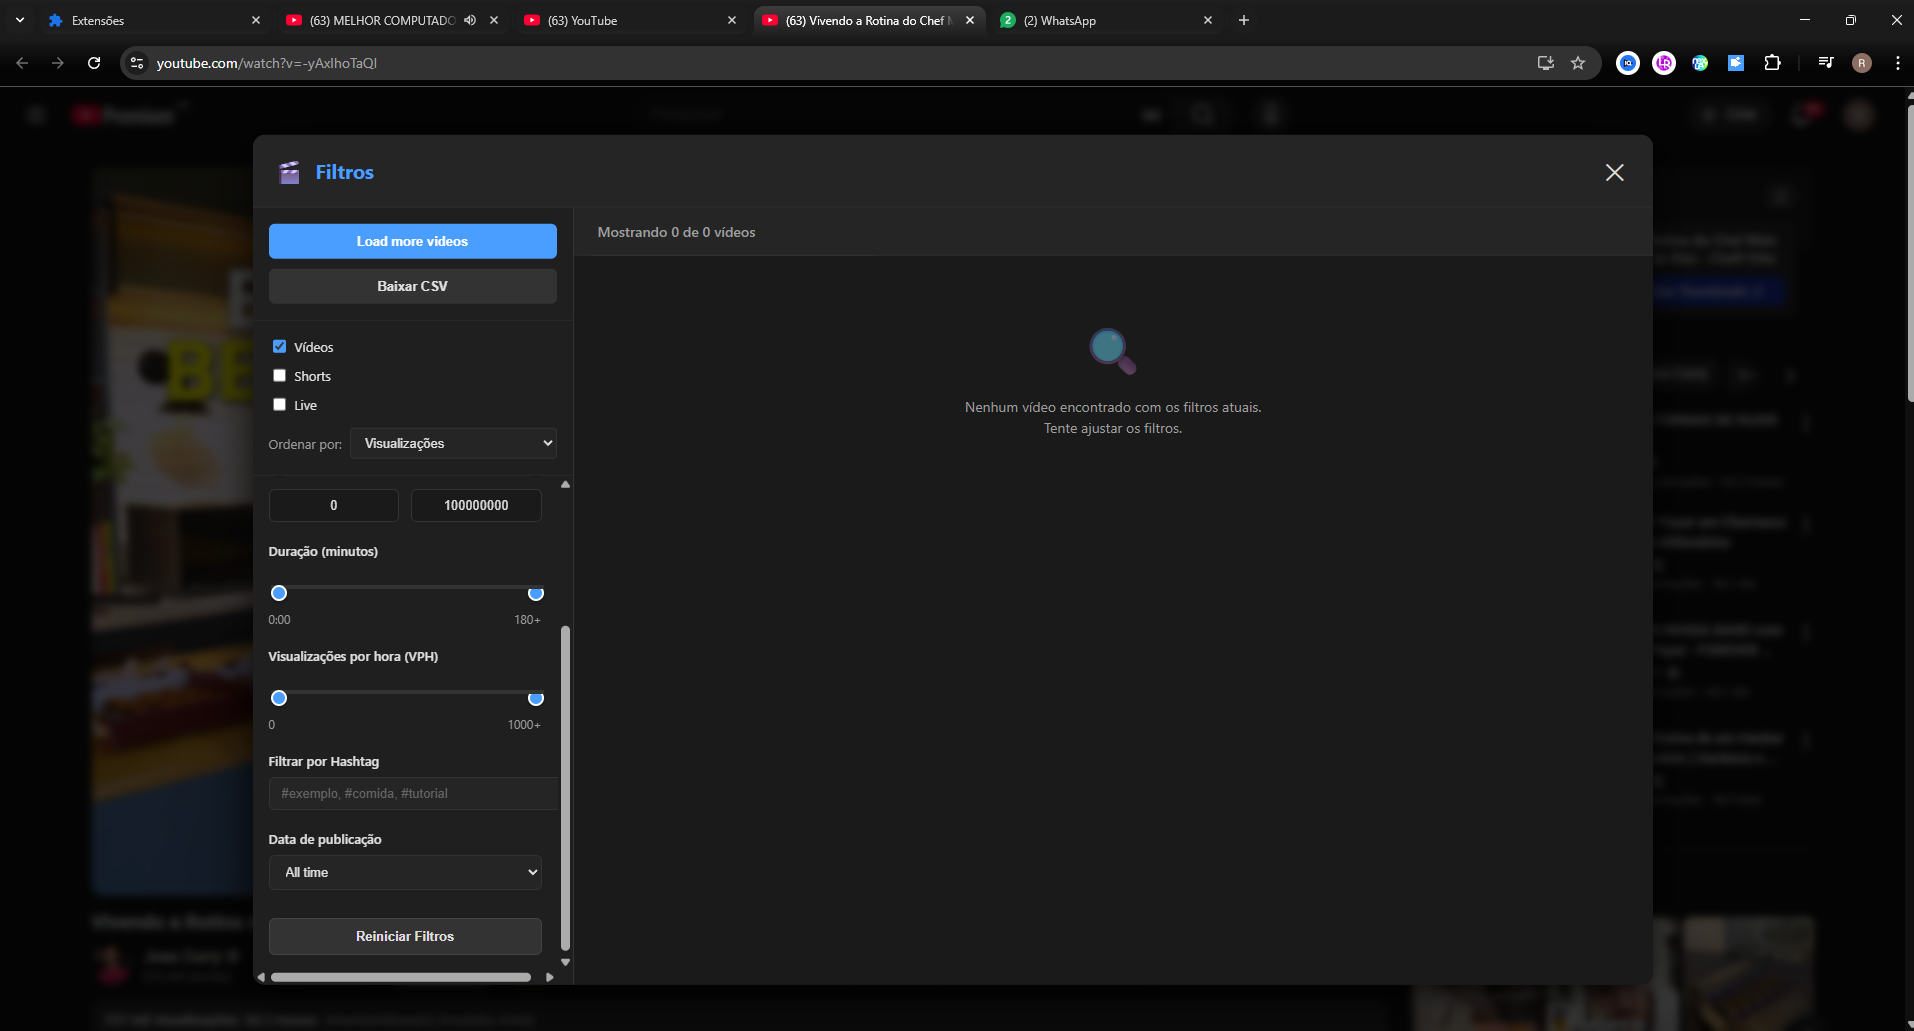 Extensões
(63) MELHOR COMPUTADO
(63) YouTube
(63) Vivendo a Rotina do Chef
2
(2) WhatsApp
youtube.com/watch?v=-yAxIhoTaQI
R
Filtros
Load more videos
Mostrando 0 de 0 vídeos
Baixar CSV
Vídeos
Shorts
Live
Ordenar por:
Visualizações
Nenhum vídeo encontrado com os filtros atuais.
Tente ajustar os filtros.
0
100000000
Duração (minutos)
0:00
180+
Visualizações por hora (VPH)
0
1000+
Filtrar por Hashtag
#exemplo, #comida, #tutorial
Data de publicação
All time
Reiniciar Filtros